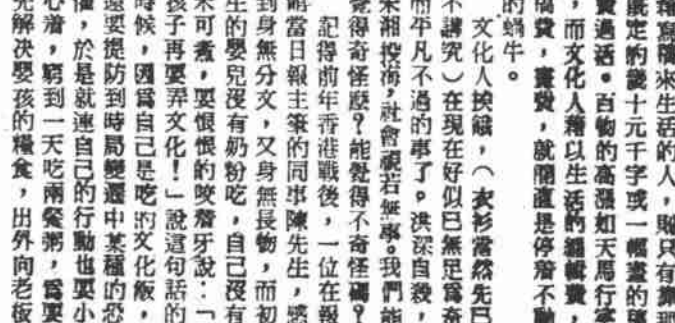 藉寫稿來生活的人，賊只有靠那
餓定的幾十元千字或一幅畫的稿
費過活。百物的高漲如天馬行空
，而文化人藉以生活的編輯費，
稿費，畫費，就簡直是停滯不動
的蝸牛。
文化人挨餓，（衣衫當然先已
不講究）在現在好似已無足爲奇
而平凡不過的事了。洪深自殺，
朱湘投海，社會視若無事。我們能
覺得奇怪麽？能覺得不奇怪嗎？
記得前年香港戰後，一位在報
當日報主筆的同事陳先生，感
到身無分文，又身無長物，而初
生的嬰兒沒有奶粉吃，自己沒有
米可煮，要恨恨的咬着牙說：「
孩子再要弄文化！」說這句話的
時候，因爲自己是吃的文化飯，
還要提防到時局變遷中某種的恐
，於是就連自己的行動也要小
心着，窮到一天吃兩餐粥，爲要
先解决嬰孩的糧食，出外向老板